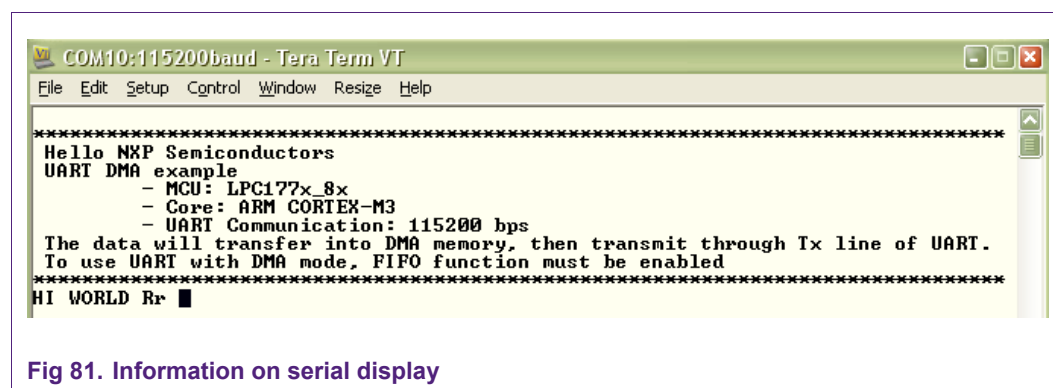 COM10:115200baud - Tera Term VT
File Edit Setup Control Window Resize Help
********************************************************************************
Hello NXP Semiconductors
UART DMA example
- MCU: LPC177x_8x
- Core: ARM CORTEX-M3
- UART Communication: 115200 bps
The data will transfer into DMA memory, then transmit through Tx line of UART.
To use UART with DMA mode, FIFO function must be enabled
********************************************************************************
HI WORLD Rr
Fig 81. Information on serial display